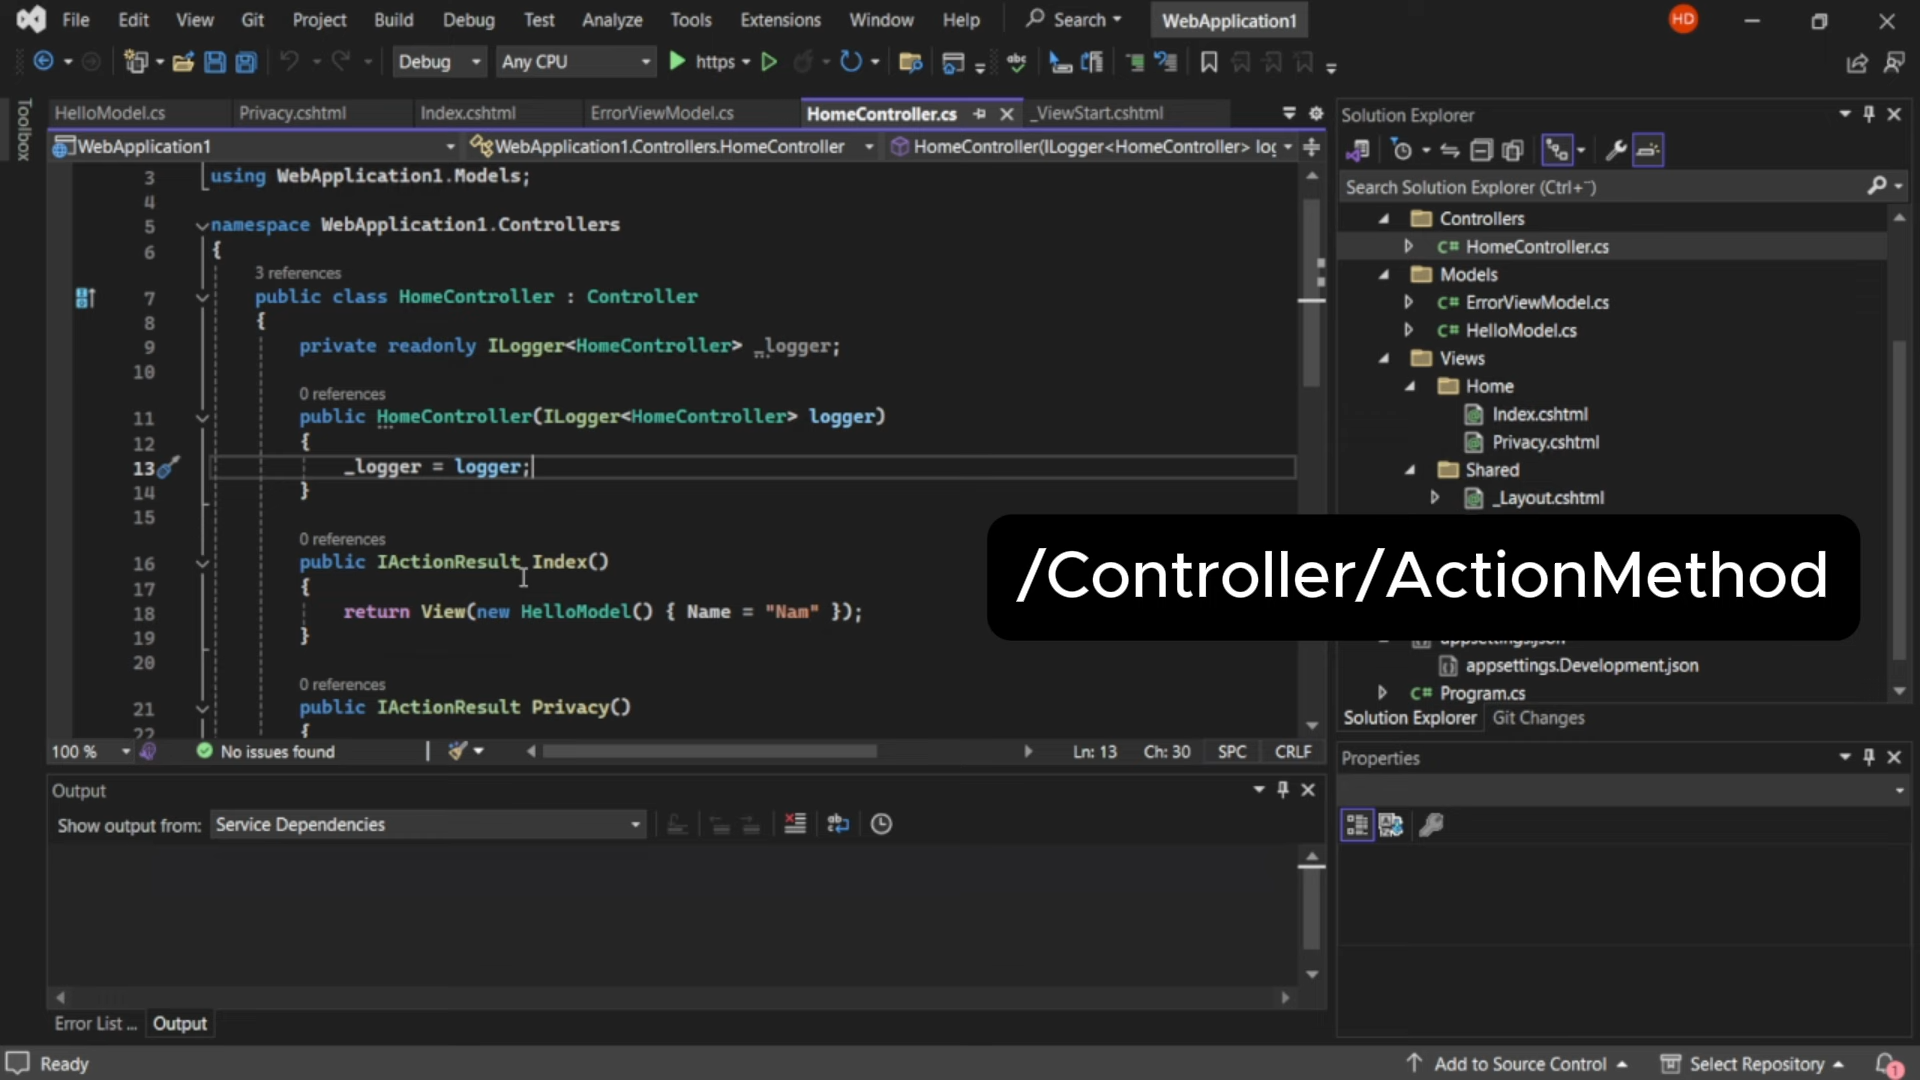 File Edit View Git Project Build Debug Test Analyze Tools Extensions Window Help Search WebApplication1 HD
Debug Any CPU https
Toolbox
HelloModel.cs Privacy.cshtml Index.cshtml ErrorViewModel.cs HomeController.cs _ViewStart.cshtml
WebApplication1 WebApplication1.Controllers.HomeController HomeController(ILogger<HomeController> log
3 using WebApplication1.Models;
4
5 namespace WebApplication1.Controllers
6 {
3 references
7 public class HomeController : Controller
8 {
9 private readonly ILogger<HomeController> _logger;
10
0 references
11 public HomeController(ILogger<HomeController> logger)
12 {
13 _logger = logger;
14 }
15
0 references
16 public IActionResult Index()
17 {
18 return View(new HelloModel() { Name = "Nam" });
19 }
20
0 references
21 public IActionResult Privacy()
22 {
100 % No issues found Ln: 13 Ch: 30 SPC CRLF
Output
Show output from: Service Dependencies
Error List ... Output
Solution Explorer
Search Solution Explorer (Ctrl+¨)
Controllers
C# HomeController.cs
Models
C# ErrorViewModel.cs
C# HelloModel.cs
Views
Home
Index.cshtml
Privacy.cshtml
Shared
_Layout.cshtml
/Controller/ActionMethod
appsettings.json
appsettings.Development.json
C# Program.cs
Solution Explorer Git Changes
Properties
Ready Add to Source Control Select Repository 1